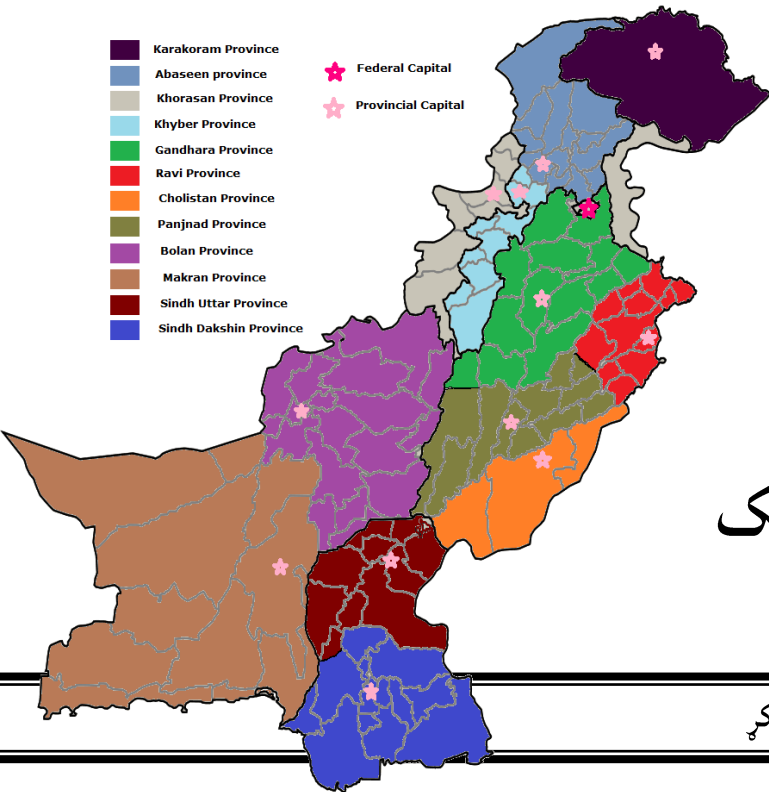 Karakoram Province
Abaseen province
Khorasan Province
Khyber Province
Gandhara Province
Ravi Province
Cholistan Province
Panjnad Province
Bolan Province
Makran Province
Sindh Uttar Province
Sindh Dakshin Province
Federal Capital
Provincial Capital